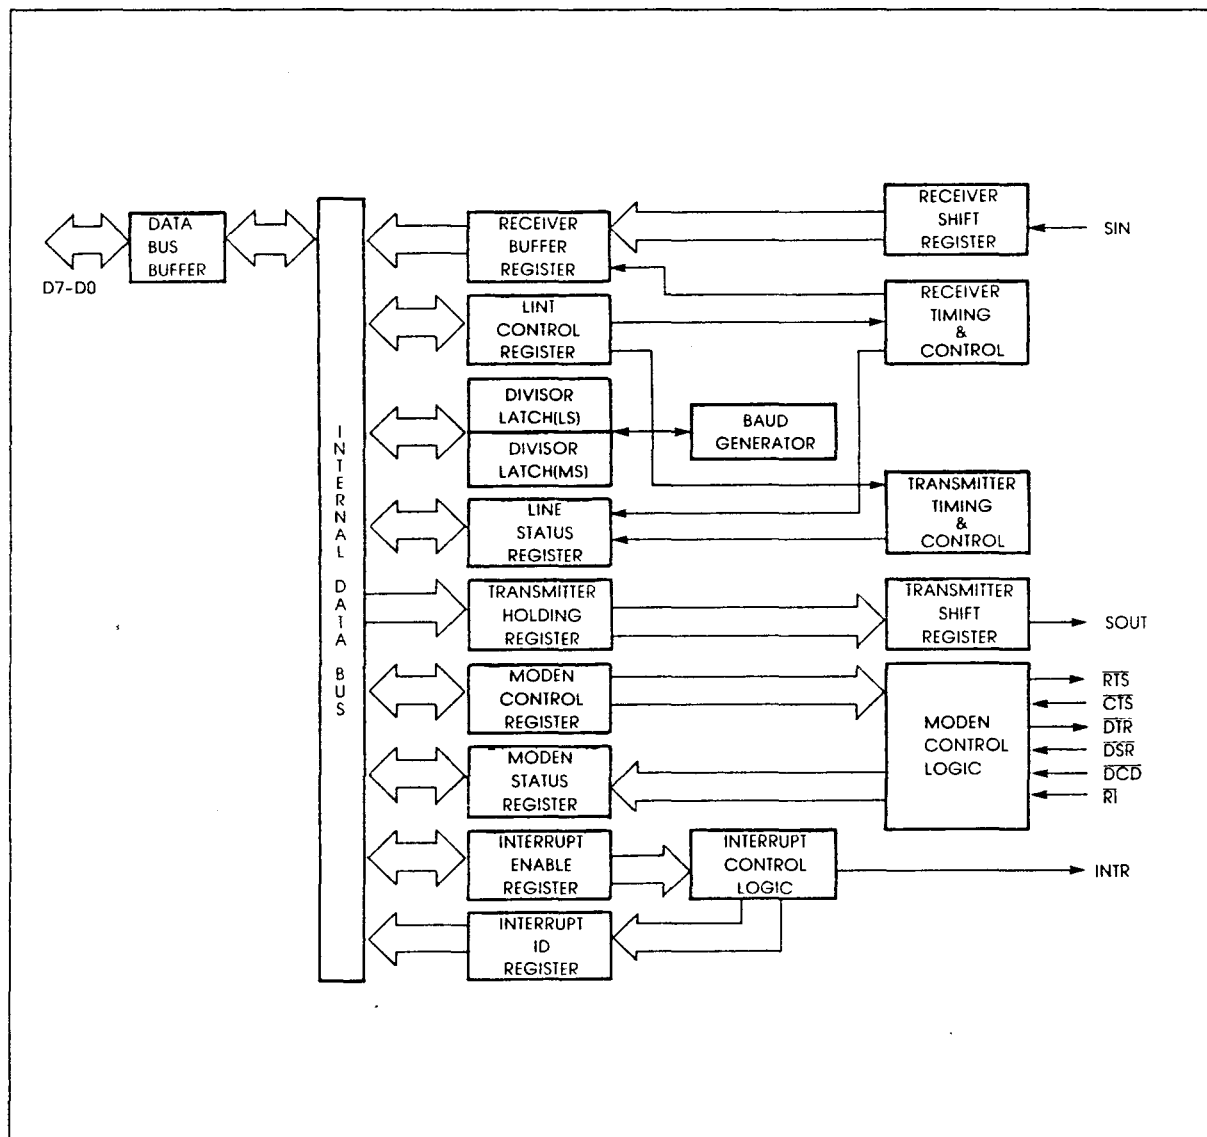 DATA
BUS
BUFFER
D7-D0
INTERNAL DATA BUS
RECEIVER
BUFFER
REGISTER
RECEIVER
SHIFT
REGISTER
SIN
LINT
CONTROL
REGISTER
RECEIVER
TIMING
&
CONTROL
DIVISOR
LATCH(LS)
DIVISOR
LATCH(MS)
BAUD
GENERATOR
LINE
STATUS
REGISTER
TRANSMITTER
TIMING
&
CONTROL
TRANSMITTER
HOLDING
REGISTER
TRANSMITTER
SHIFT
REGISTER
SOUT
MODEN
CONTROL
REGISTER
MODEN
CONTROL
LOGIC
RTS
CTS
DTR
DSR
DCD
RI
MODEN
STATUS
REGISTER
INTERRUPT
ENABLE
REGISTER
INTERRUPT
CONTROL
LOGIC
INTR
INTERRUPT
ID
REGISTER